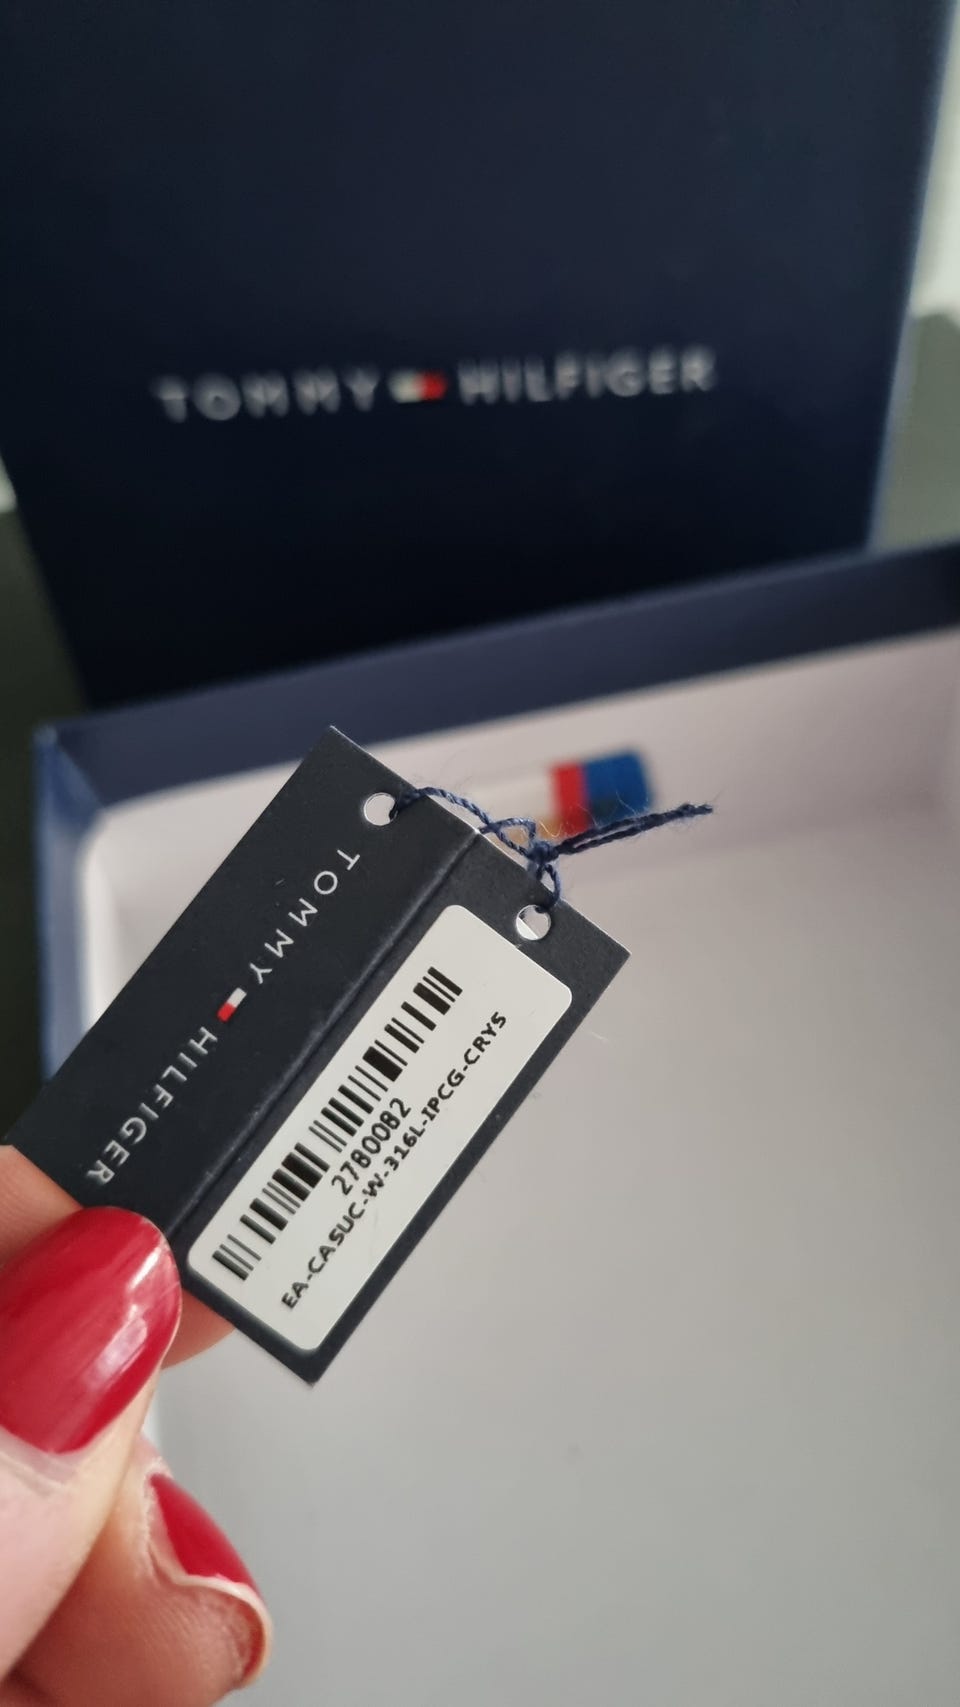 TOMMY HILFIGER
TOMMY HILFIGER
2780082
EA-CASUC-W-316L-IPCG-CRYS